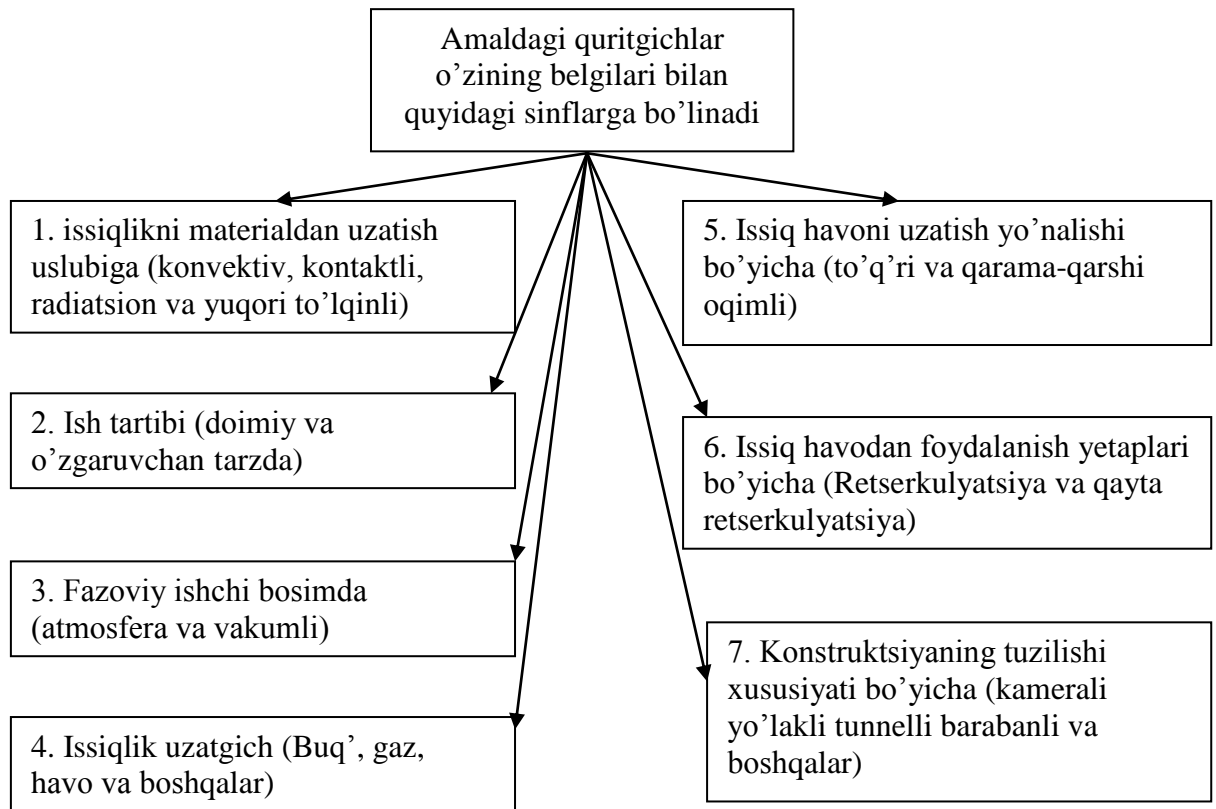 Amaldagi quritgichlar
o’zining belgilari bilan
quyidagi sinflarga bo’linadi
1. issiqlikni materialdan uzatish
uslubiga (konvektiv, kontaktli,
radiatsion va yuqori to’lqinli)
2. Ish tartibi (doimiy va
o’zgaruvchan tarzda)
3. Fazoviy ishchi bosimda
(atmosfera va vakumli)
4. Issiqlik uzatgich (Buq’, gaz,
havo va boshqalar)
5. Issiq havoni uzatish yo’nalishi
bo’yicha (to’q’ri va qarama-qarshi
oqimli)
6. Issiq havodan foydalanish yetaplari
bo’yicha (Retserkulyatsiya va qayta
retserkulyatsiya)
7. Konstruktsiyaning tuzilishi
xususiyati bo’yicha (kamerali
yo’lakli tunnelli barabanli va
boshqalar)